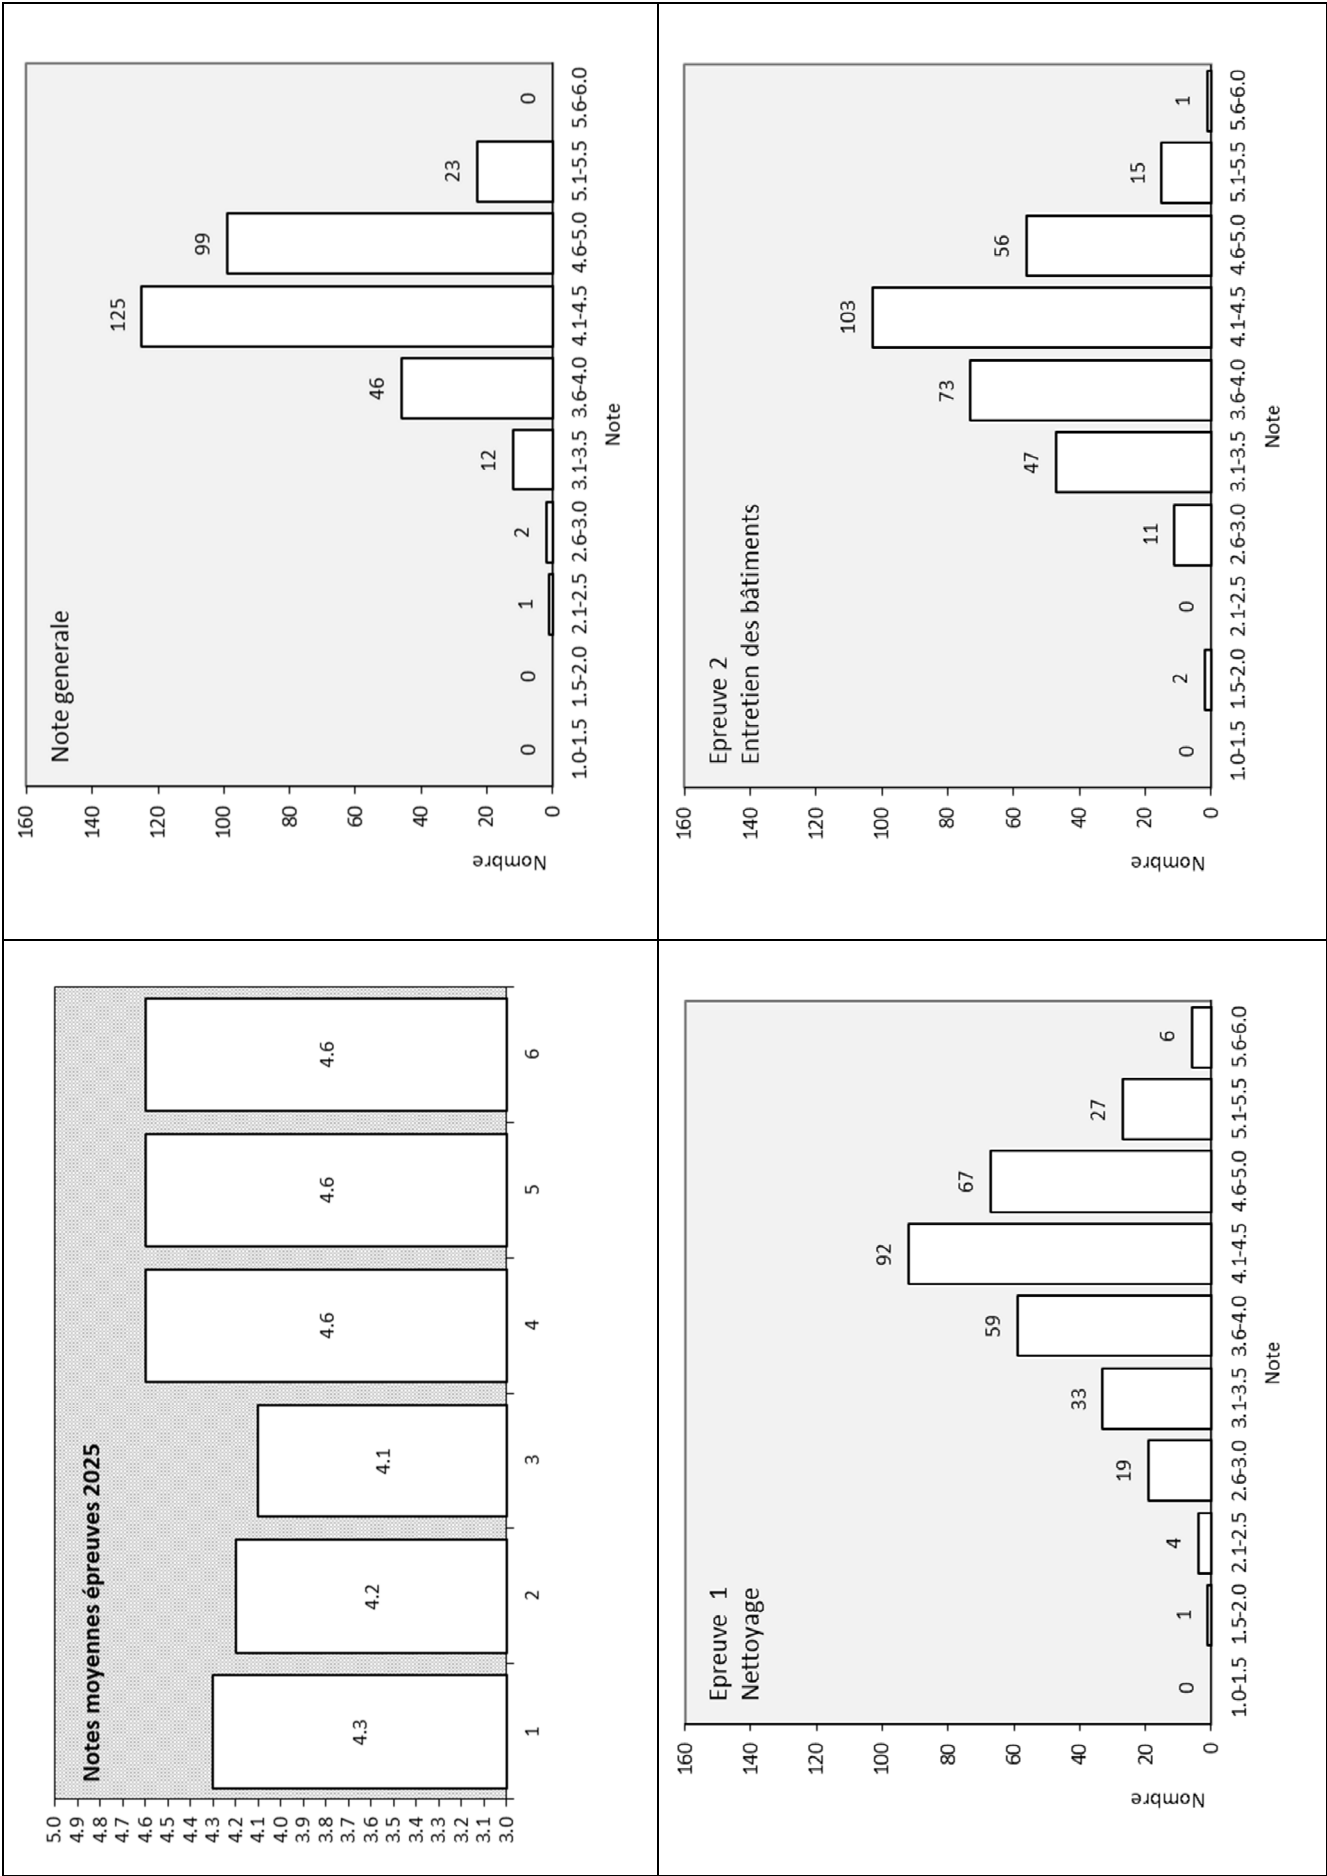 Notes moyennes épreuves 2025
5.0
4.9
4.8
4.7
4.6
4.5
4.4
4.3
4.2
4.1
4.0
3.9
3.8
3.7
3.6
3.5
3.4
3.3
3.2
3.1
3.0
4.3
4.2
4.1
4.6
4.6
4.6
1 2 3 4 5 6
Note generale
160
140
120
100
80
60
40
20
0
Nombre
0 0 1 2 12 46 125 99 23 0
1.0-1.5 1.5-2.0 2.1-2.5 2.6-3.0 3.1-3.5 3.6-4.0 4.1-4.5 4.6-5.0 5.1-5.5 5.6-6.0
Note
Epreuve 1
Nettoyage
160
140
120
100
80
60
40
20
0
Nombre
0 1 4 19 33 59 92 67 27 6
1.0-1.5 1.5-2.0 2.1-2.5 2.6-3.0 3.1-3.5 3.6-4.0 4.1-4.5 4.6-5.0 5.1-5.5 5.6-6.0
Note
Epreuve 2
Entretien des bâtiments
160
140
120
100
80
60
40
20
0
Nombre
0 2 0 11 47 73 103 56 15 1
1.0-1.5 1.5-2.0 2.1-2.5 2.6-3.0 3.1-3.5 3.6-4.0 4.1-4.5 4.6-5.0 5.1-5.5 5.6-6.0
Note